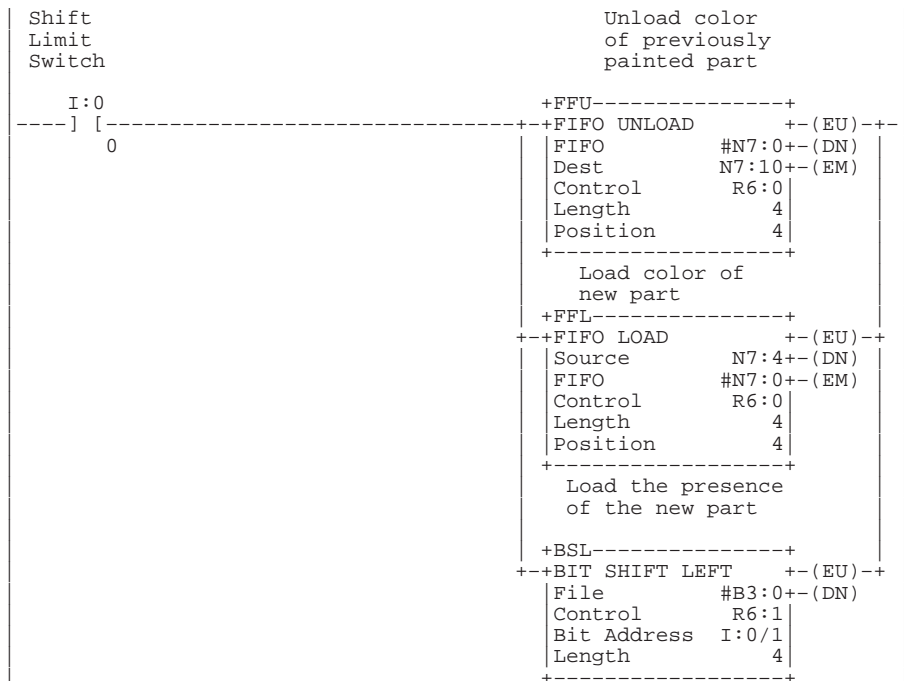 Shift Unload color
Limit of previously
Switch painted part
I:0 +FFU---------------+
----] [--------------------------------+-+FIFO UNLOAD +-(EU)-+-
0 | |FIFO #N7:0+-(DN) |
| |Dest N7:10+-(EM) |
| |Control R6:0| |
| |Length 4| |
| |Position 4| |
| +------------------+ |
| Load color of |
| new part |
| +FFL---------------+ |
+-+FIFO LOAD +-(EU)-+
| |Source N7:4+-(DN) |
| |FIFO #N7:0+-(EM) |
| |Control R6:0| |
| |Length 4| |
| |Position 4| |
| +------------------+ |
| Load the presence |
| of the new part |
| +BSL---------------+ |
+-+BIT SHIFT LEFT +-(EU)-+
|File #B3:0+-(DN)
|Control R6:1|
|Bit Address I:0/1|
|Length 4|
+------------------+